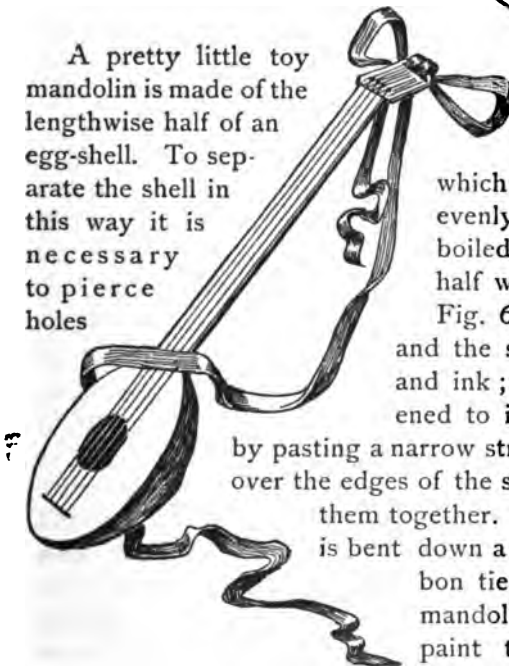 A pretty little toy
mandolin is made of the
lengthwise half of an
egg-shell. To sep-
arate the shell in
this way it is
necessary
to pierce
holes
which
evenly
boiled
half w
Fig. 6
and the s
and ink ;
ened to i
by pasting a narrow str
over the edges of the s
them together.
is bent down a
bon tie
mandol
paint t